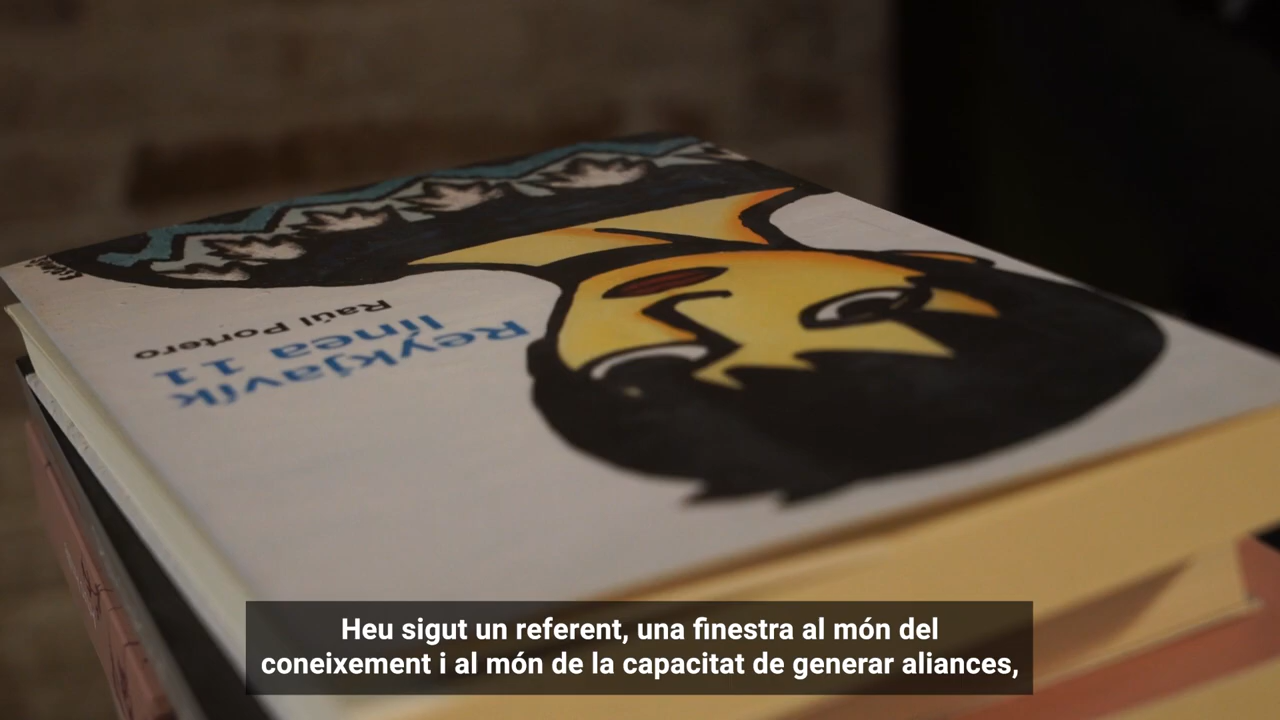 Reykjavík
línea 11
Raúl Portero
Heu sigut un referent, una finestra al món del
coneixement i al món de la capacitat de generar aliances,